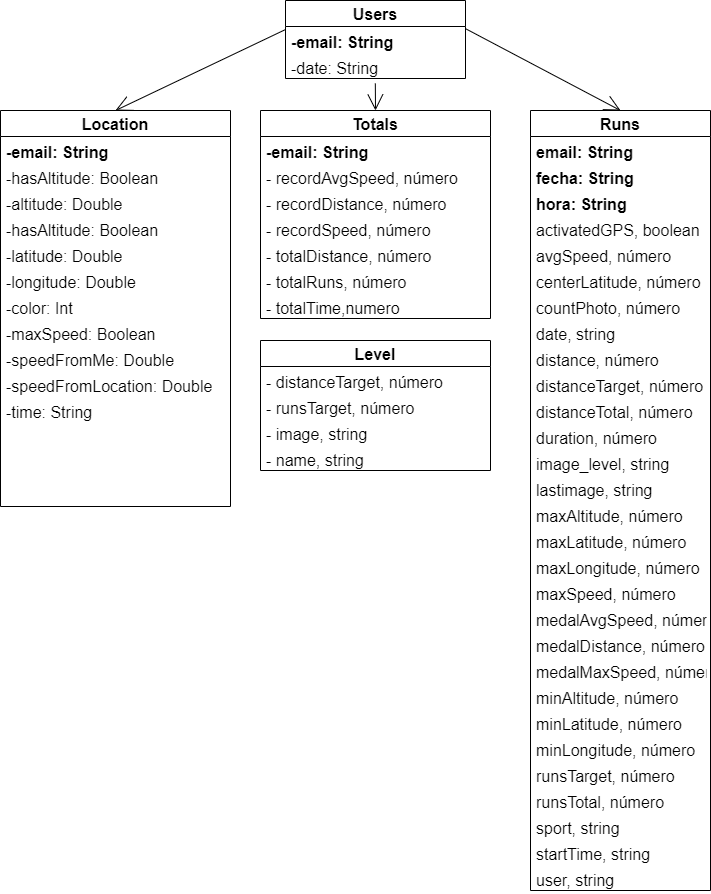 Users
-email: String
-date: String
Location
-email: String
-hasAltitude: Boolean
-altitude: Double
-hasAltitude: Boolean
-latitude: Double
-longitude: Double
-color: Int
-maxSpeed: Boolean
-speedFromMe: Double
-speedFromLocation: Double
-time: String
Totals
-email: String
- recordAvgSpeed, número
- recordDistance, número
- recordSpeed, número
- totalDistance, número
- totalRuns, número
- totalTime,numero
Level
- distanceTarget, número
- runsTarget, número
- image, string
- name, string
Runs
email: String
fecha: String
hora: String
activatedGPS, boolean
avgSpeed, número
centerLatitude, número
countPhoto, número
date, string
distance, número
distanceTarget, número
distanceTotal, número
duration, número
image_level, string
lastimage, string
maxAltitude, número
maxLatitude, número
maxLongitude, número
maxSpeed, número
medalAvgSpeed, númer
medalDistance, número
medalMaxSpeed, núme
minAltitude, número
minLatitude, número
minLongitude, número
runsTarget, número
runsTotal, número
sport, string
startTime, string
user, string